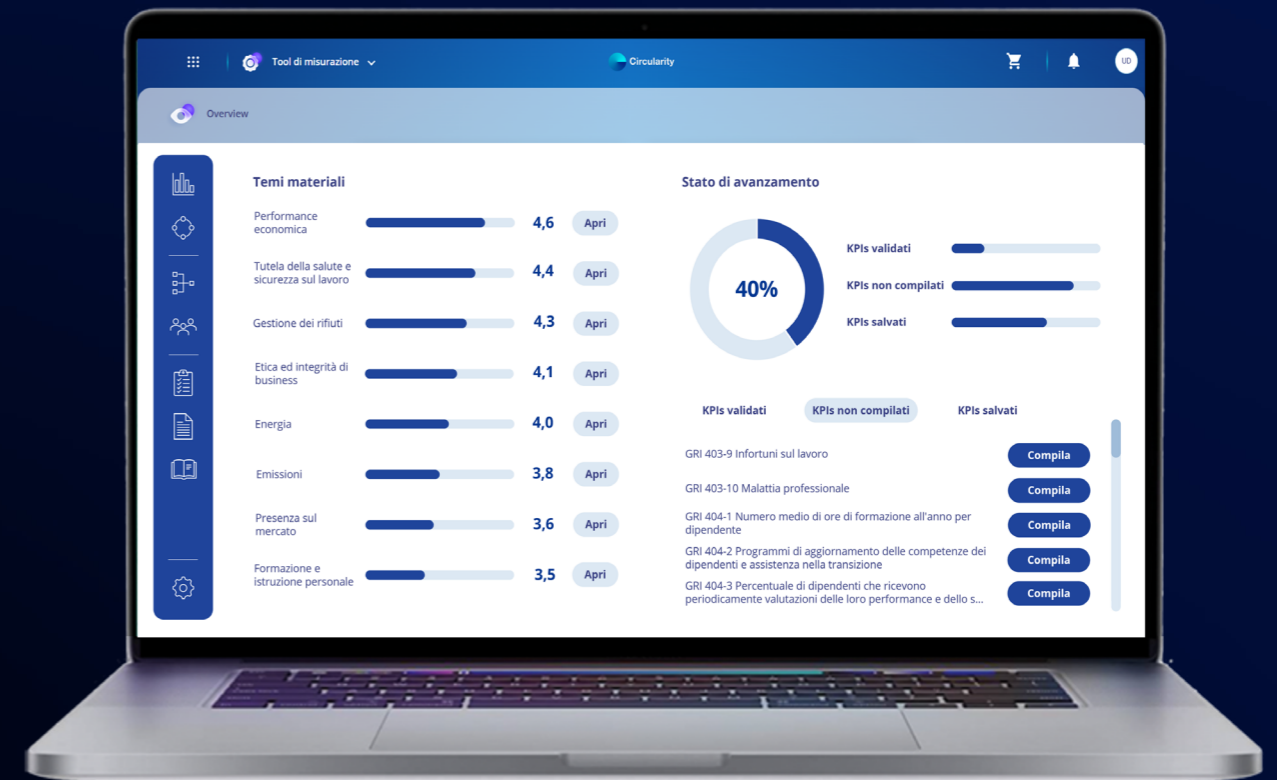 Tool di misurazione
Circularity
UD
Overview
Temi materiali
Performance
economica
4,6
Apri
Tutela della salute e
sicurezza sul lavoro
4,4
Apri
Gestione dei rifiuti
4,3
Apri
Etica ed integrità di
business
4,1
Apri
Energia
4,0
Apri
Emissioni
3,8
Apri
Presenza sul
mercato
3,6
Apri
Formazione e
istruzione personale
3,5
Apri
Stato di avanzamento
40%
KPIs validati
KPIs non compilati
KPIs salvati
KPIs validati
KPIs non compilati
KPIs salvati
GRI 403-9 Infortuni sul lavoro
Compila
GRI 403-10 Malattia professionale
Compila
GRI 404-1 Numero medio di ore di formazione all'anno per
dipendente
Compila
GRI 404-2 Programmi di aggiornamento delle competenze dei
dipendenti e assistenza nella transizione
Compila
GRI 404-3 Percentuale di dipendenti che ricevono
periodicamente valutazioni delle loro performance e dello s...
Compila